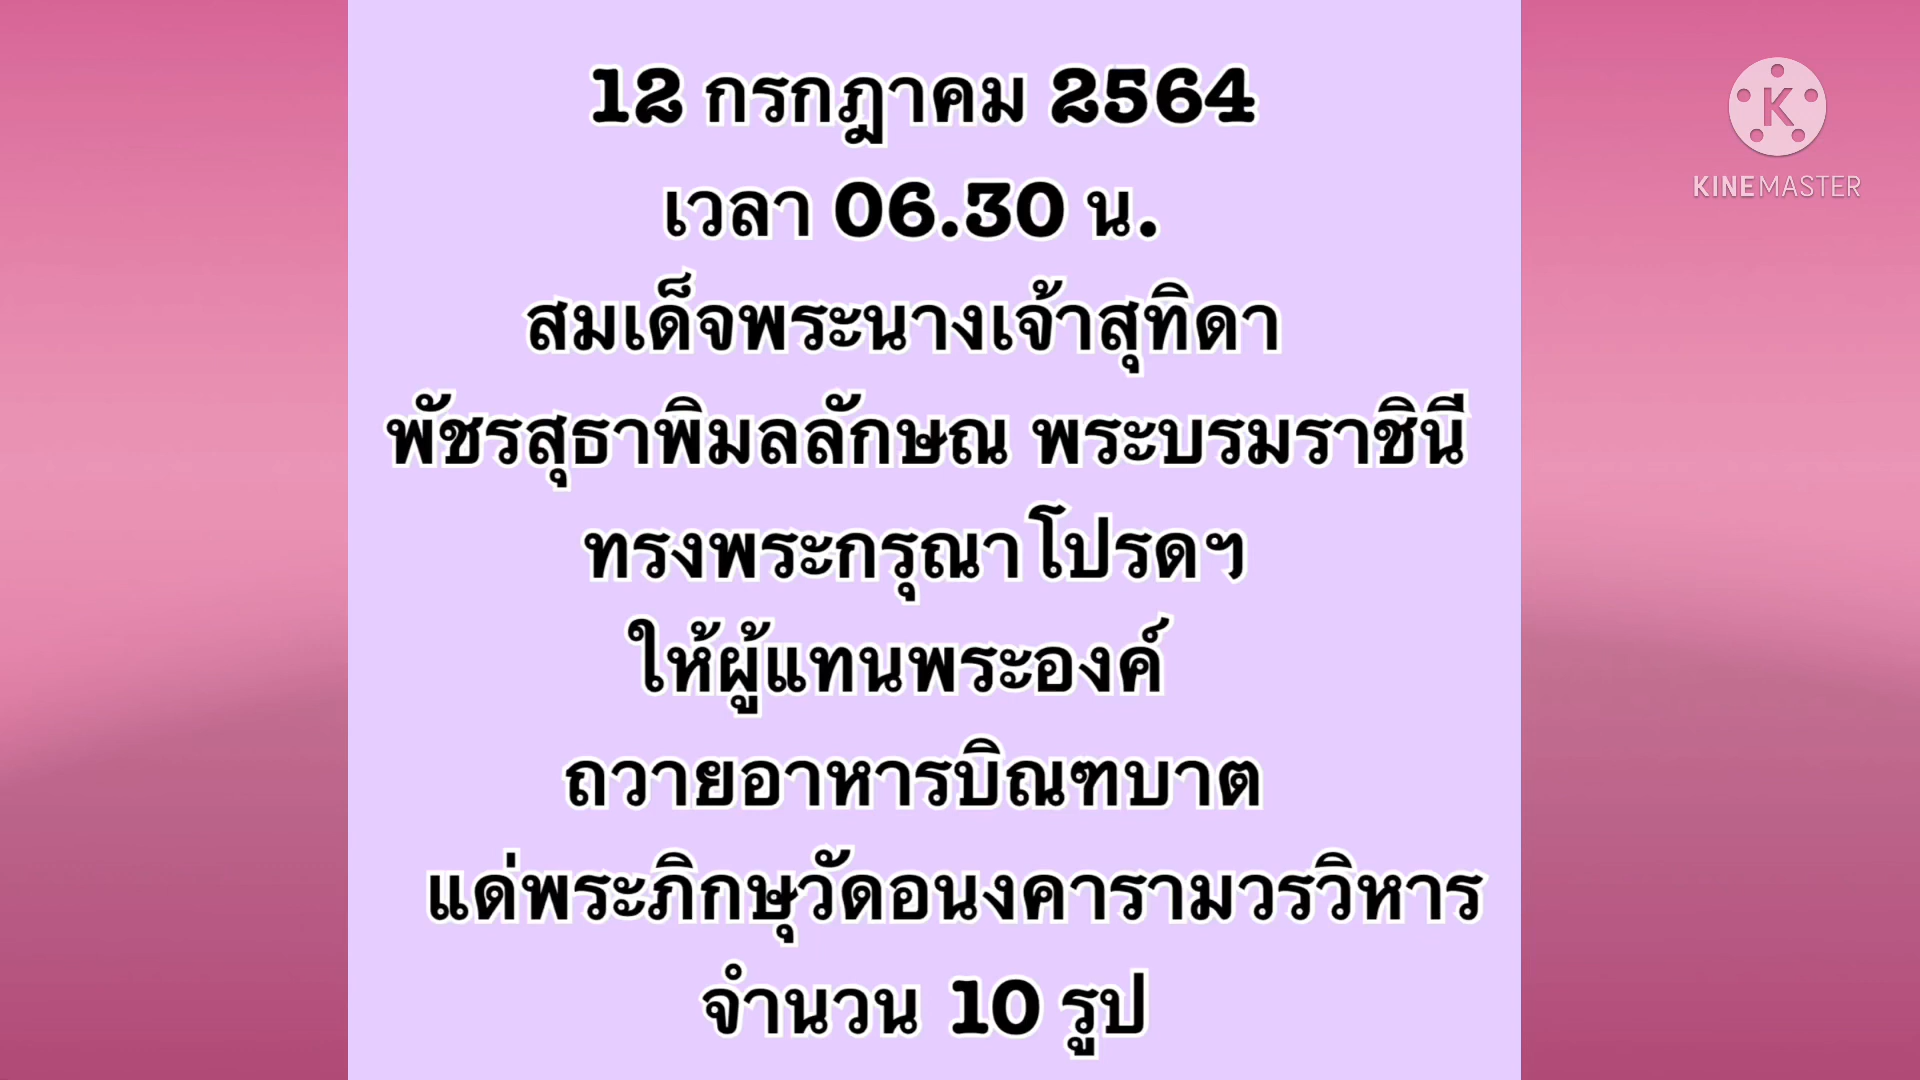 12 กรกฎาคม 2564
เวลา 06.30 น.
สมเด็จพระนางเจ้าสุทิดา
พัชรสุธาพิมลลักษณ พระบรมราชินี
ทรงพระกรุณาโปรดฯ
ให้ผู้แทนพระองค์
ถวายอาหารบิณฑบาต
แด่พระภิกษุวัดอนงคารามวรวิหาร
จำนวน 10 รูป
K
KINEMASTER